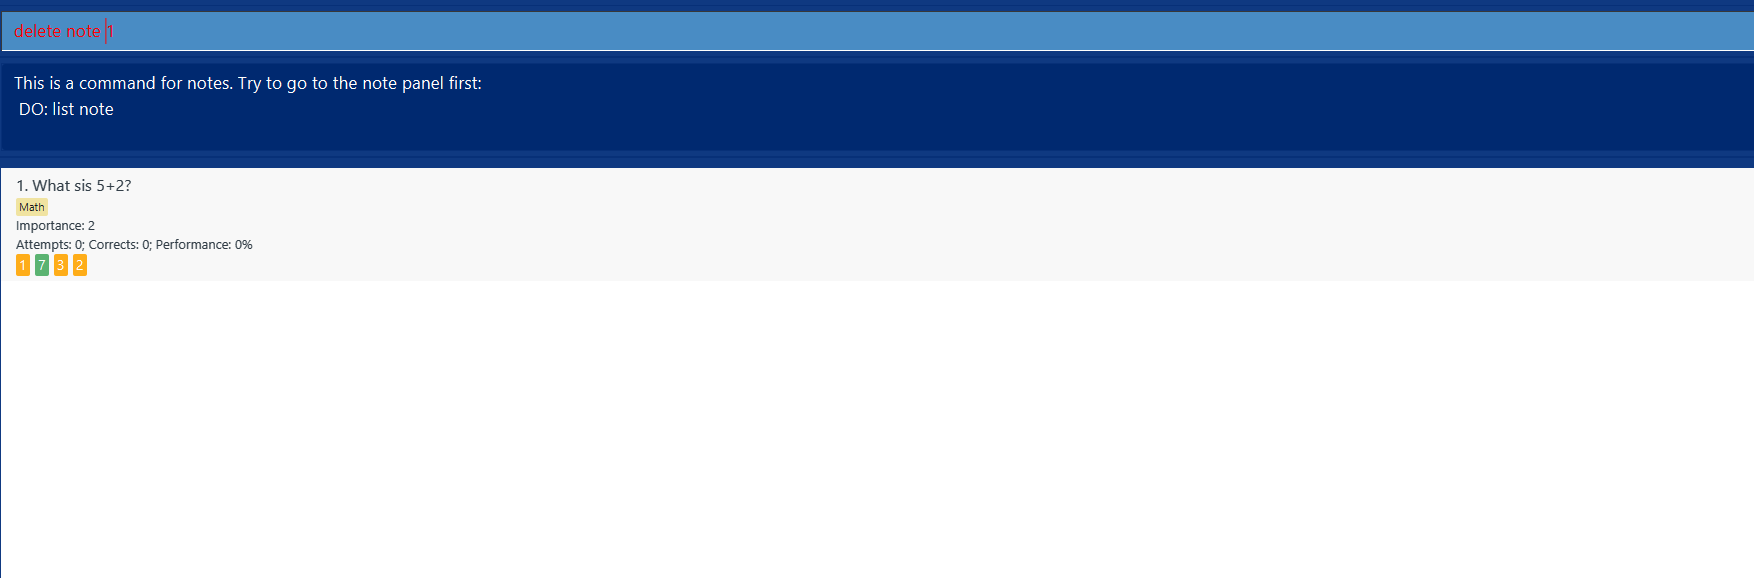 delete note 1
This is a command for notes. Try to go to the note panel first:
DO: list note
1. What sis 5+2?
Math
Importance: 2
Attempts: 0; Corrects: 0; Performance: 0%
1 7 3 2